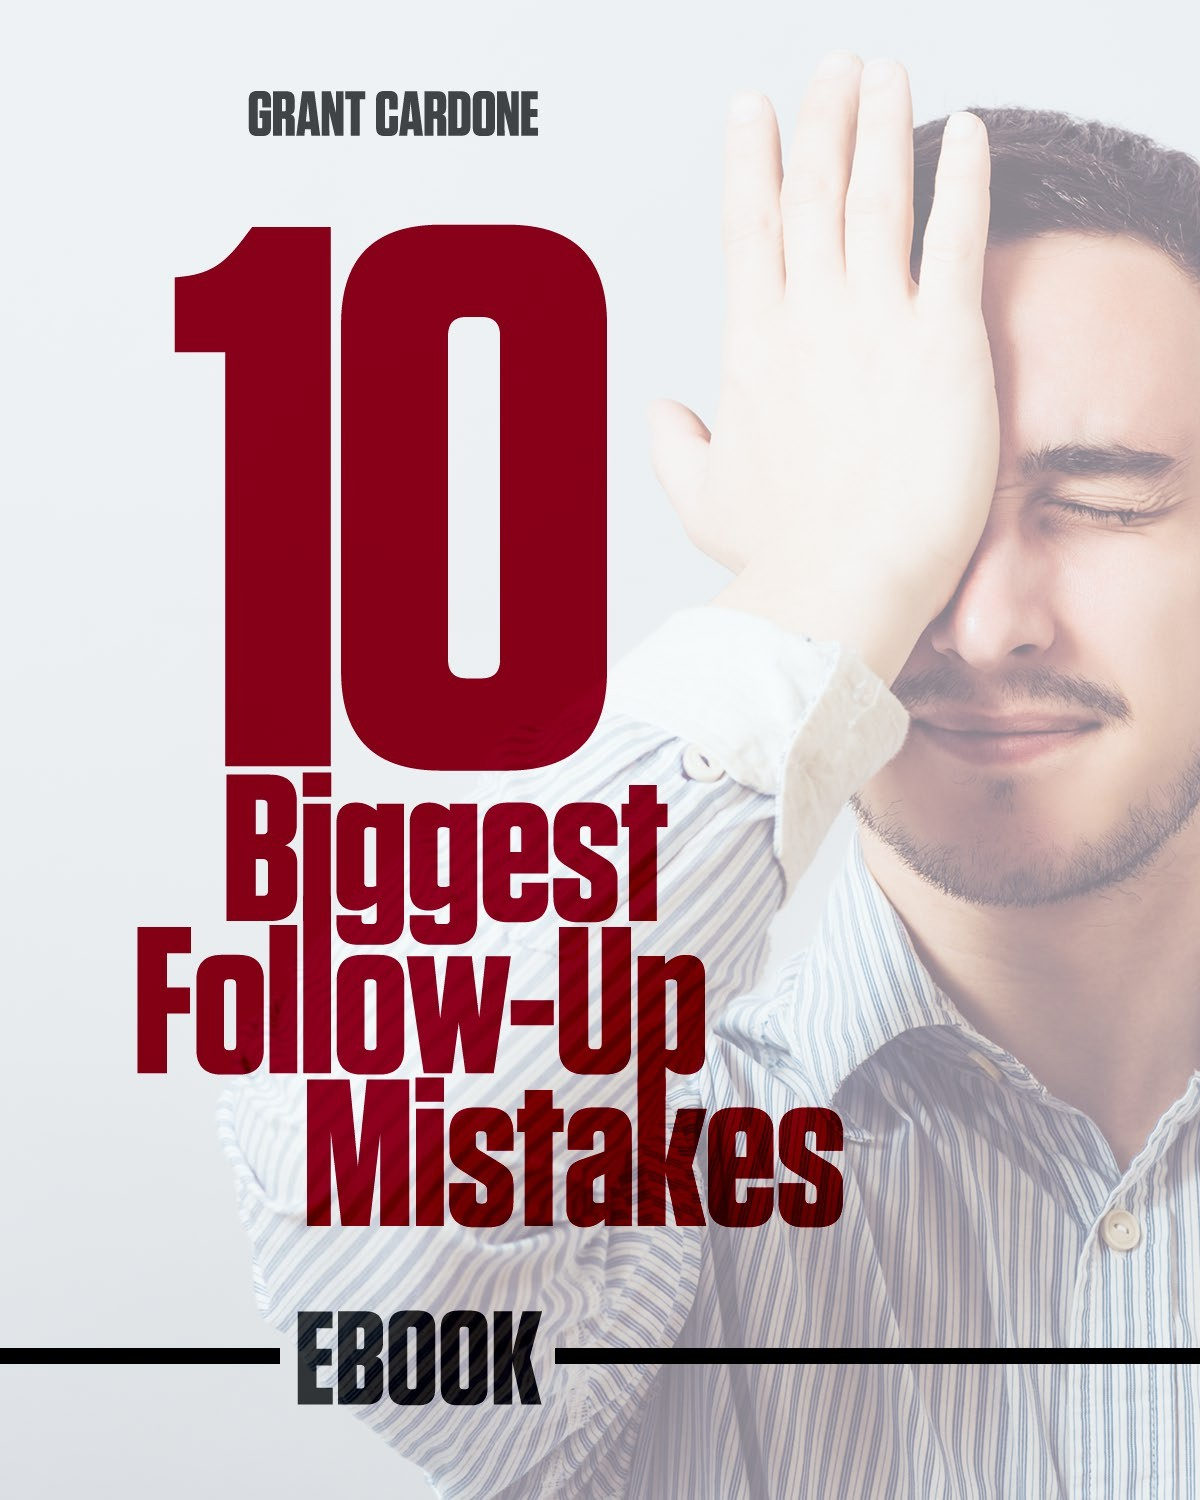 GRANT CARDONE
10
Biggest
Follow-Up
Mistakes
EBOOK